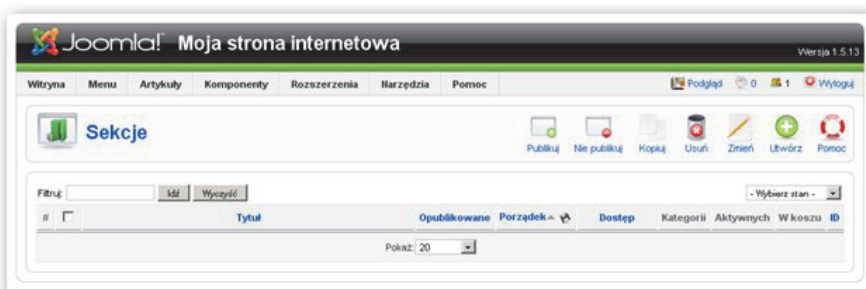 Joomla! Moja strona internetowa
Wersja 1.5.13
Witryna Menu Artykuły Komponenty Rozszerzenia Narzędzia Pomoc Podgląd 0 1 Wyloguj
Sekcje
Publikuj Nie publikuj Kopiuj Usuń Zmień Utwórz Pomoc
Filtruj: Idź Wyczyść - Wybierz stan -
# Tytuł Opublikowane Porządek Dostęp Kategorii Aktywnych W koszu ID
Pokaż: 20